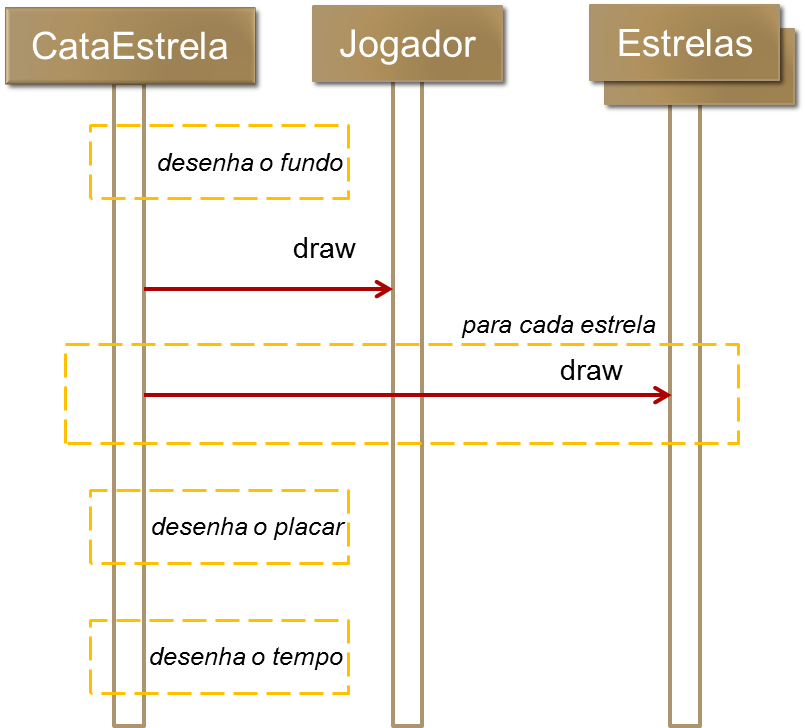 CataEstrela
Jogador
Estrelas
desenha o fundo
draw
para cada estrela
draw
desenha o placar
desenha o tempo